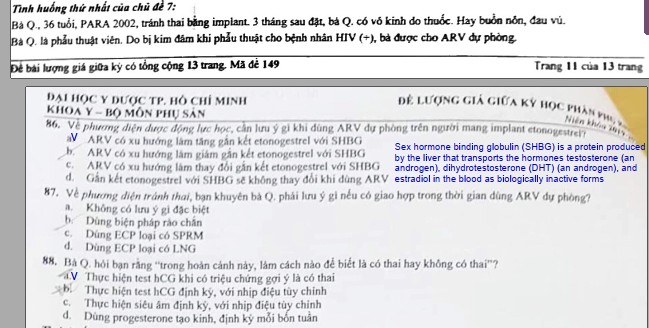 Tình huống thứ nhất của chủ đề 7:
Bà Q., 36 tuổi, PARA 2002, tránh thai bằng implant. 3 tháng sau đặt, bà Q. có vô kinh do thuốc. Hay buồn nôn, đau vú.
Bà Q. là phẫu thuật viên. Do bị kim đâm khi phẫu thuật cho bệnh nhân HIV (+), bà được cho ARV dự phòng.
Đề bài lượng giá giữa kỳ có tổng cộng 13 trang. Mã đề 149
Trang 11 của 13 trang
ĐẠI HỌC Y DƯỢC TP. HỒ CHÍ MINH
KHOA Y – BỘ MÔN PHỤ SẢN
ĐỀ LƯỢNG GIÁ GIỮA KỲ HỌC PHẦN PHỤ
Niên khóa
86. Về phương diện dược động lực học, cần lưu ý gì khi dùng ARV dự phòng trên người mang implant etonogestrel?
a. V ARV có xu hướng làm tăng gắn kết etonogestrel với SHBG
b. ARV có xu hướng làm giảm gắn kết etonogestrel với SHBG
c. ARV có xu hướng làm thay đổi gắn kết etonogestrel với SHBG
d. Gắn kết etonogestrel với SHBG sẽ không thay đổi khi dùng ARV
Sex hormone binding globulin (SHBG) is a protein produced
by the liver that transports the hormones testosterone (an
androgen), dihydrotestosterone (DHT) (an androgen), and
estradiol in the blood as biologically inactive forms
87. Về phương diện tránh thai, bạn khuyên bà Q. phải lưu ý gì nếu có giao hợp trong thời gian dùng ARV dự phòng?
a. Không có lưu ý gì đặc biệt
b. Dùng biện pháp rào chắn
c. Dùng ECP loại có SPRM
d. Dùng ECP loại có LNG
88. Bà Q. hỏi bạn rằng “trong hoàn cảnh này, làm cách nào để biết là có thai hay không có thai”?
a. V Thực hiện test hCG khi có triệu chứng gợi ý là có thai
b. Thực hiện test hCG định kỳ, với nhịp điệu tùy chỉnh
c. Thực hiện siêu âm định kỳ, với nhịp điệu tùy chỉnh
d. Dùng progesterone tạo kinh, định kỳ mỗi bốn tuần